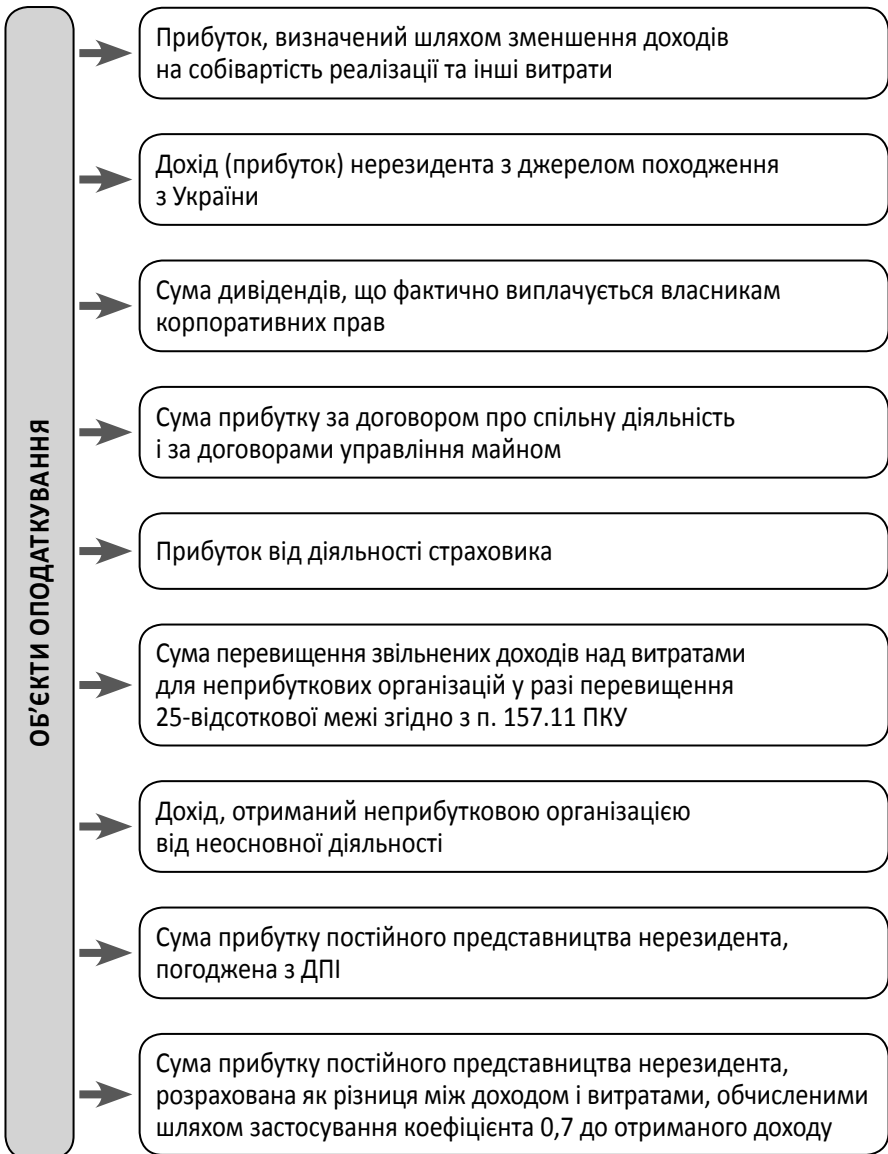 ОБ’ЄКТИ ОПОДАТКУВАННЯ
Прибуток, визначений шляхом зменшення доходів
на собівартість реалізації та інші витрати
Дохід (прибуток) нерезидента з джерелом походження
з України
Сума дивідендів, що фактично виплачується власникам
корпоративних прав
Сума прибутку за договором про спільну діяльність
і за договорами управління майном
Прибуток від діяльності страховика
Сума перевищення звільнених доходів над витратами
для неприбуткових організацій у разі перевищення
25-відсоткової межі згідно з п. 157.11 ПКУ
Дохід, отриманий неприбутковою організацією
від неосновної діяльності
Сума прибутку постійного представництва нерезидента,
погоджена з ДПІ
Сума прибутку постійного представництва нерезидента,
розрахована як різниця між доходом і витратами, обчисленими
шляхом застосування коефіцієнта 0,7 до отриманого доходу